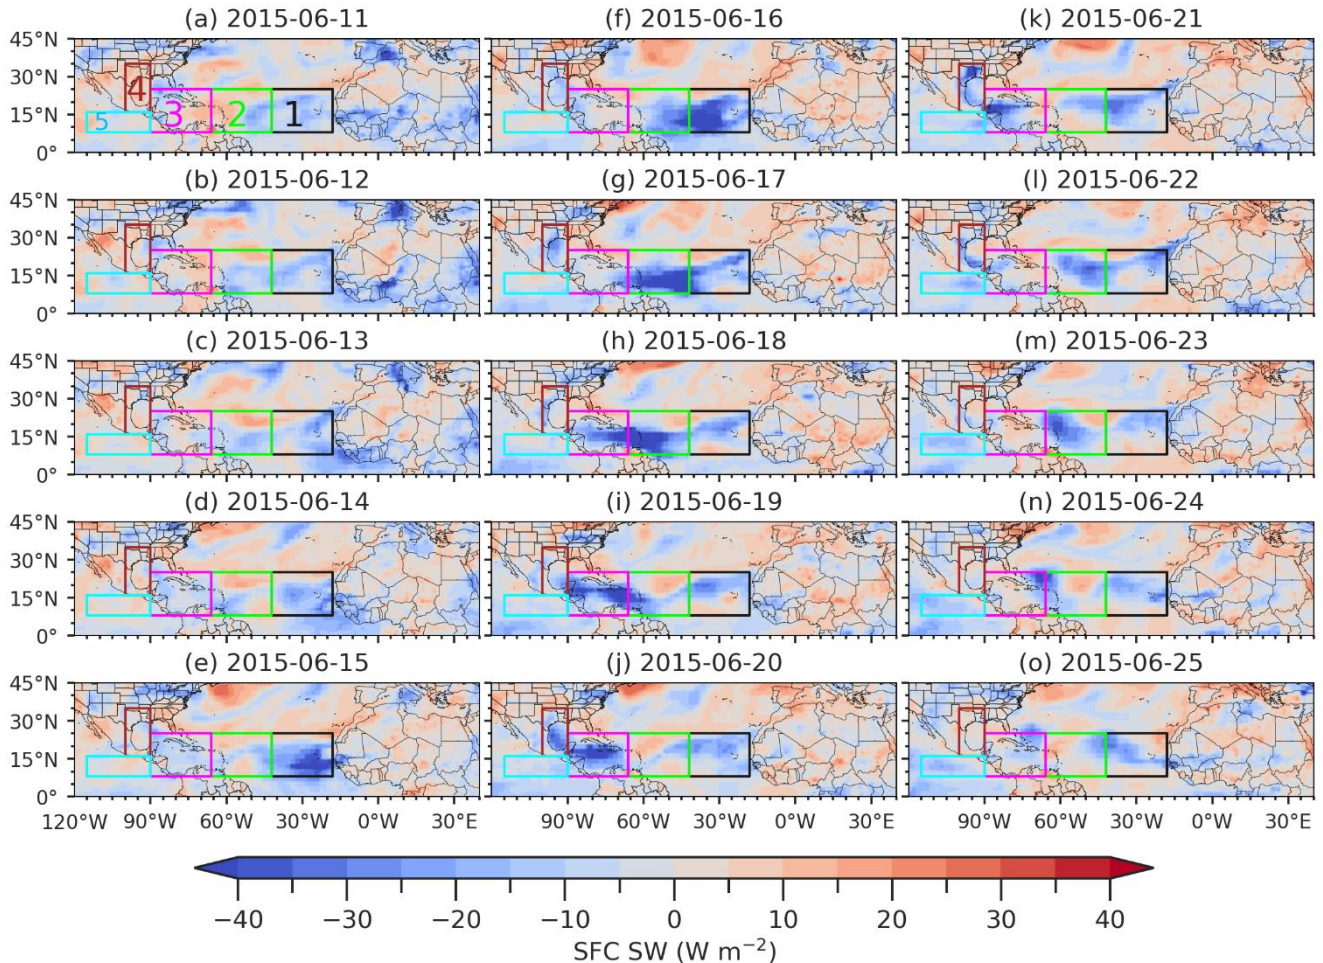 (a) 2015-06-11
(f) 2015-06-16
(k) 2015-06-21
45°N
30°N
15°N
0°
4
3
2
1
5
(b) 2015-06-12
(g) 2015-06-17
(l) 2015-06-22
45°N
30°N
15°N
0°
(c) 2015-06-13
(h) 2015-06-18
(m) 2015-06-23
45°N
30°N
15°N
0°
(d) 2015-06-14
(i) 2015-06-19
(n) 2015-06-24
45°N
30°N
15°N
0°
(e) 2015-06-15
(j) 2015-06-20
(o) 2015-06-25
45°N
30°N
15°N
0°
120°W 90°W 60°W 30°W 0°W 30°E
90°W 60°W 30°W 0°W 30°E
90°W 60°W 30°W 0°W 30°E
−40 −30 −20 −10 0 10 20 30 40
SFC SW (W m⁻²)